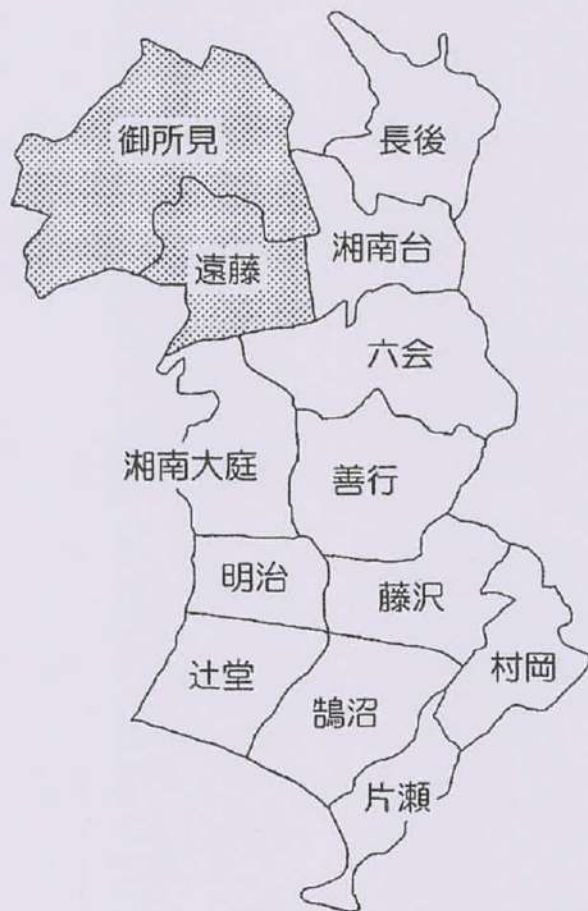 御所見
長後
遠藤
湘南台
六会
湘南大庭
善行
明治
藤沢
辻堂
鵠沼
村岡
片瀬